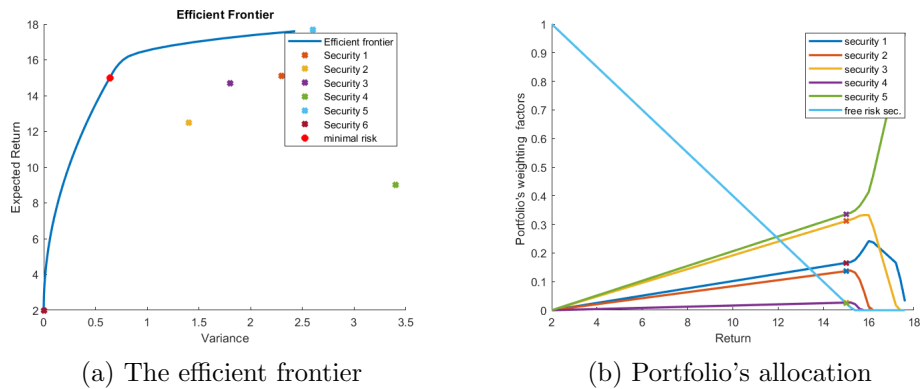 Efficient Frontier
18
16
14
12
10
8
6
4
2
0
0.5
1
1.5
2
2.5
3
3.5
Expected Return
Variance
Efficient frontier
Security 1
Security 2
Security 3
Security 4
Security 5
Security 6
minimal risk
(a) The efficient frontier
1
0.9
0.8
0.7
0.6
0.5
0.4
0.3
0.2
0.1
0
2
4
6
8
10
12
14
16
18
Portfolio's weighting factors
Return
security 1
security 2
security 3
security 4
security 5
free risk sec.
(b) Portfolio's allocation